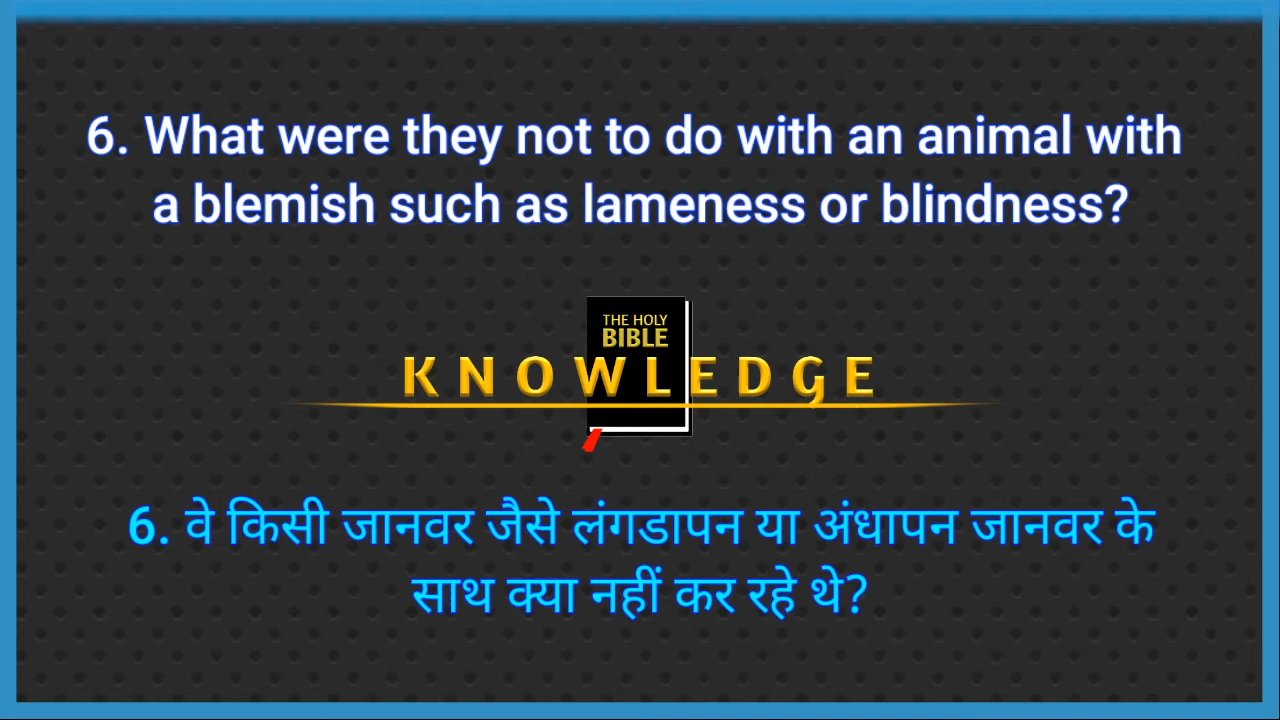 6. What were they not to do with an animal with
a blemish such as lameness or blindness?
THE HOLY
BIBLE
KNOWLEDGE
6. वे किसी जानवर जैसे लंगडापन या अंधापन जानवर के
साथ क्या नहीं कर रहे थे?